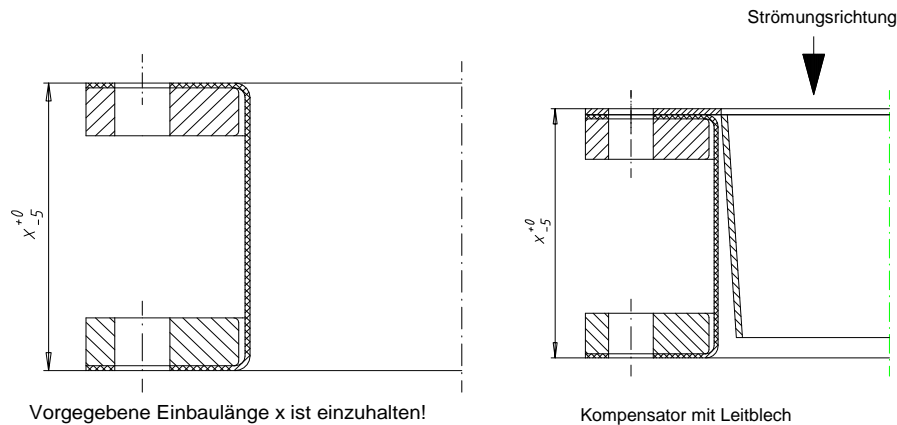 Strömungsrichtung
x +0 -5
x +0 -5
Vorgegebene Einbaulänge x ist einzuhalten!
Kompensator mit Leitblech